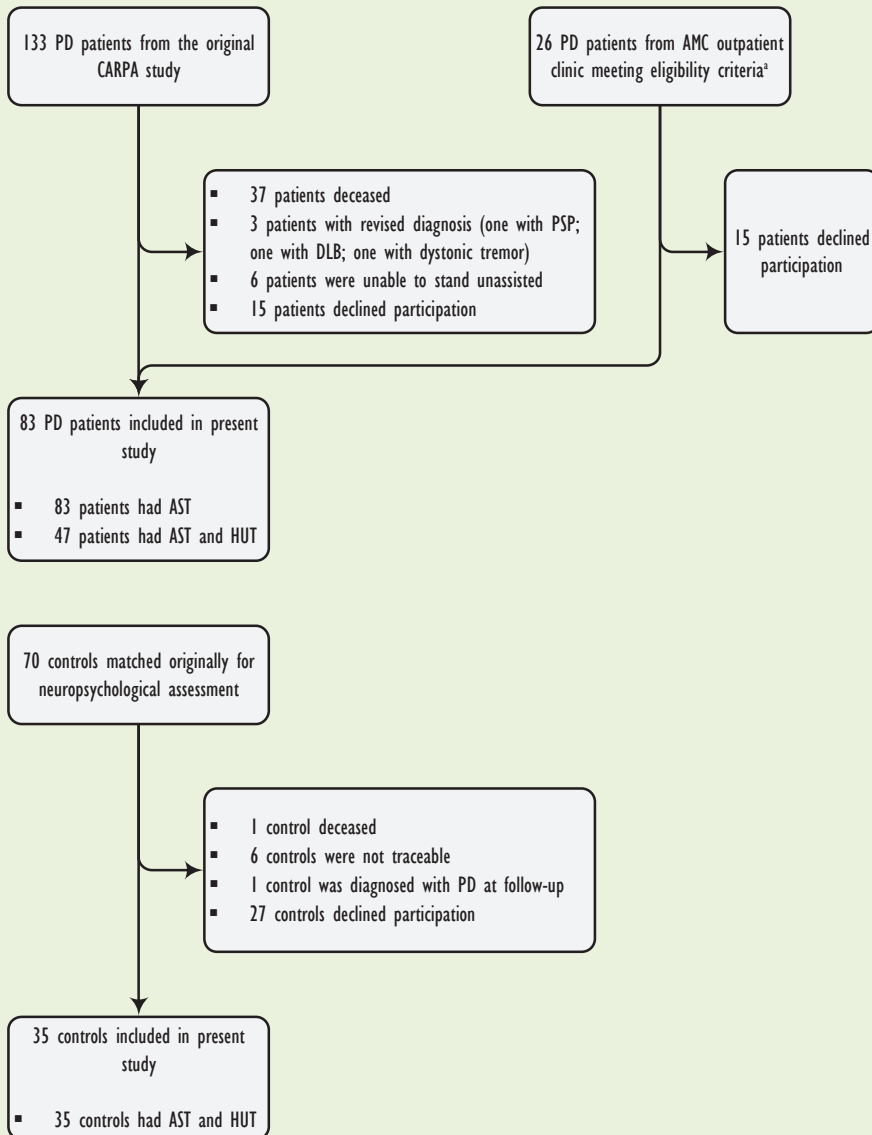 133 PD patients from the original
CARPA study
26 PD patients from AMC outpatient
clinic meeting eligibility criteriaᵃ
▪ 37 patients deceased
▪ 3 patients with revised diagnosis (one with PSP;
one with DLB; one with dystonic tremor)
▪ 6 patients were unable to stand unassisted
▪ 15 patients declined participation
15 patients declined
participation
83 PD patients included in present
study
▪ 83 patients had AST
▪ 47 patients had AST and HUT
70 controls matched originally for
neuropsychological assessment
▪ 1 control deceased
▪ 6 controls were not traceable
▪ 1 control was diagnosed with PD at follow-up
▪ 27 controls declined participation
35 controls included in present
study
▪ 35 controls had AST and HUT